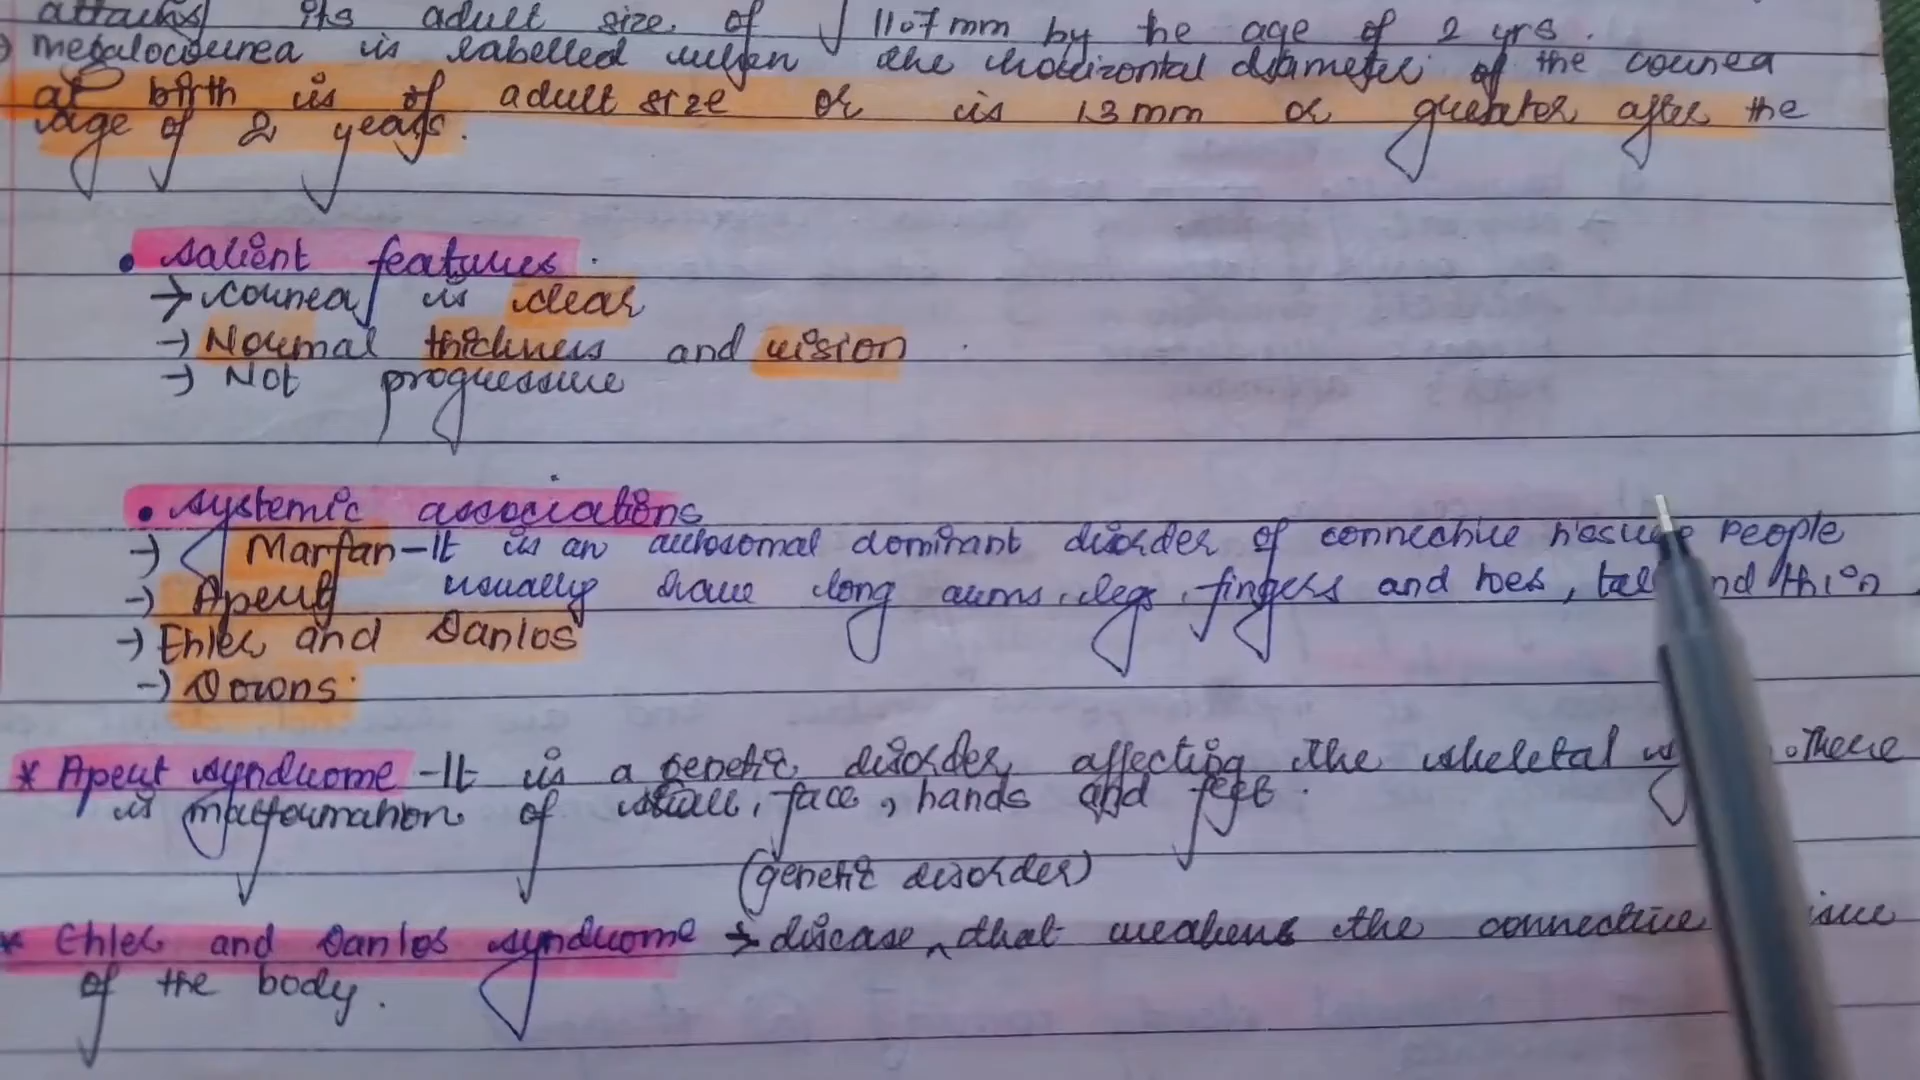 attains its adult size of 11.7 mm by the age of 2 yrs.
megalocornea is labelled when the horizontal diameter of the cornea
at birth is of adult size or is 13 mm or greater after the
age of 2 years.
• salient features.
→ cornea is clear
→ Normal thickness and vision
→ Not progressive
• systemic associations
→ Marfan - It is an autosomal dominant disorder of connective tissue People
→ Apert usually have long arms, legs, fingers and toes, and thin
→ Ehler and Danlos
→ Downs.
* Apert syndrome - It is a genetic disorder affecting the skeletal . There
is malformation of skull, face, hands and feet.
(genetic disorder)
* Ehler and Danlos syndrome → disease ^ that weakens the connective
of the body.